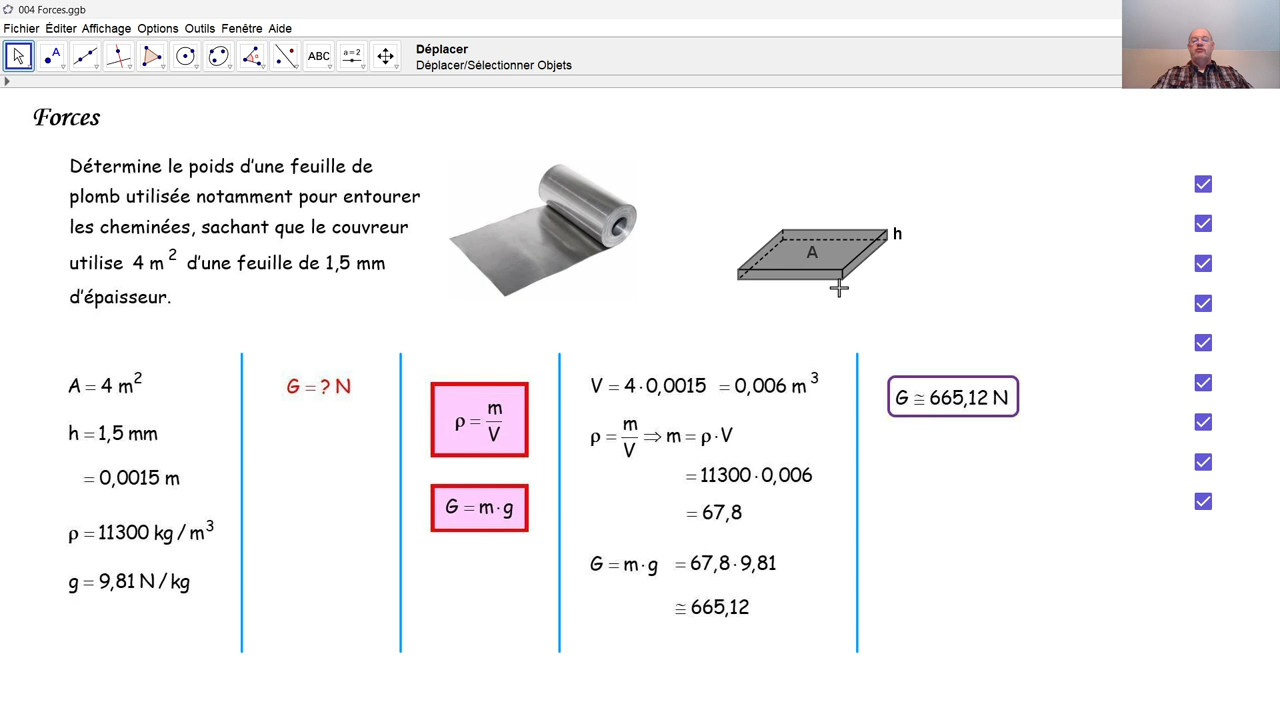 004 Forces.ggb
Fichier Éditer Affichage Options Outils Fenêtre Aide
A
ABC
a=2
Déplacer
Déplacer/Sélectionner Objets
Forces
Détermine le poids d'une feuille de
plomb utilisée notamment pour entourer
les cheminées, sachant que le couvreur
utilise 4 m² d'une feuille de 1,5 mm
d'épaisseur.
A
h
A = 4 m²
h = 1,5 mm
= 0,0015 m
ρ = 11300 kg / m³
g = 9,81 N / kg
G = ? N
ρ = m/V
G = m · g
V = 4 · 0,0015 = 0,006 m³
ρ = m/V ⇒ m = ρ · V
= 11300 · 0,006
= 67,8
G = m · g = 67,8 · 9,81
≅ 665,12
G ≅ 665,12 N